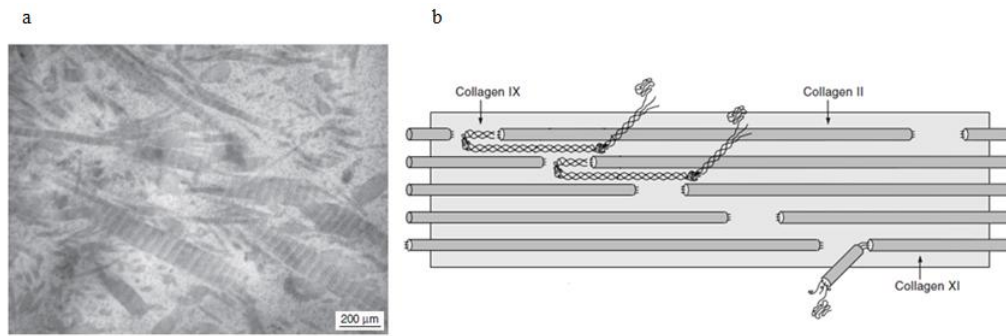 a
b
Collagen IX
Collagen II
200 µm
Collagen XI